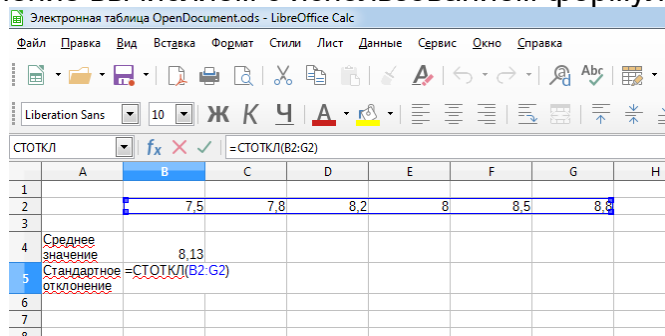 Электронная таблица OpenDocument.ods - LibreOffice Calc
Файл Правка Вид Вставка Формат Стили Лист Данные Сервис Окно Справка
Abc
Liberation Sans 10 Ж К Ч А
СТОТКЛ fx =СТОТКЛ(B2:G2)
A B C D E F G H
1
2 7,5 7,8 8,2 8 8,5 8,8
3
4 Среднее
значение 8,13
5 Стандартное =СТОТКЛ(B2:G2)
отклонение
6
7